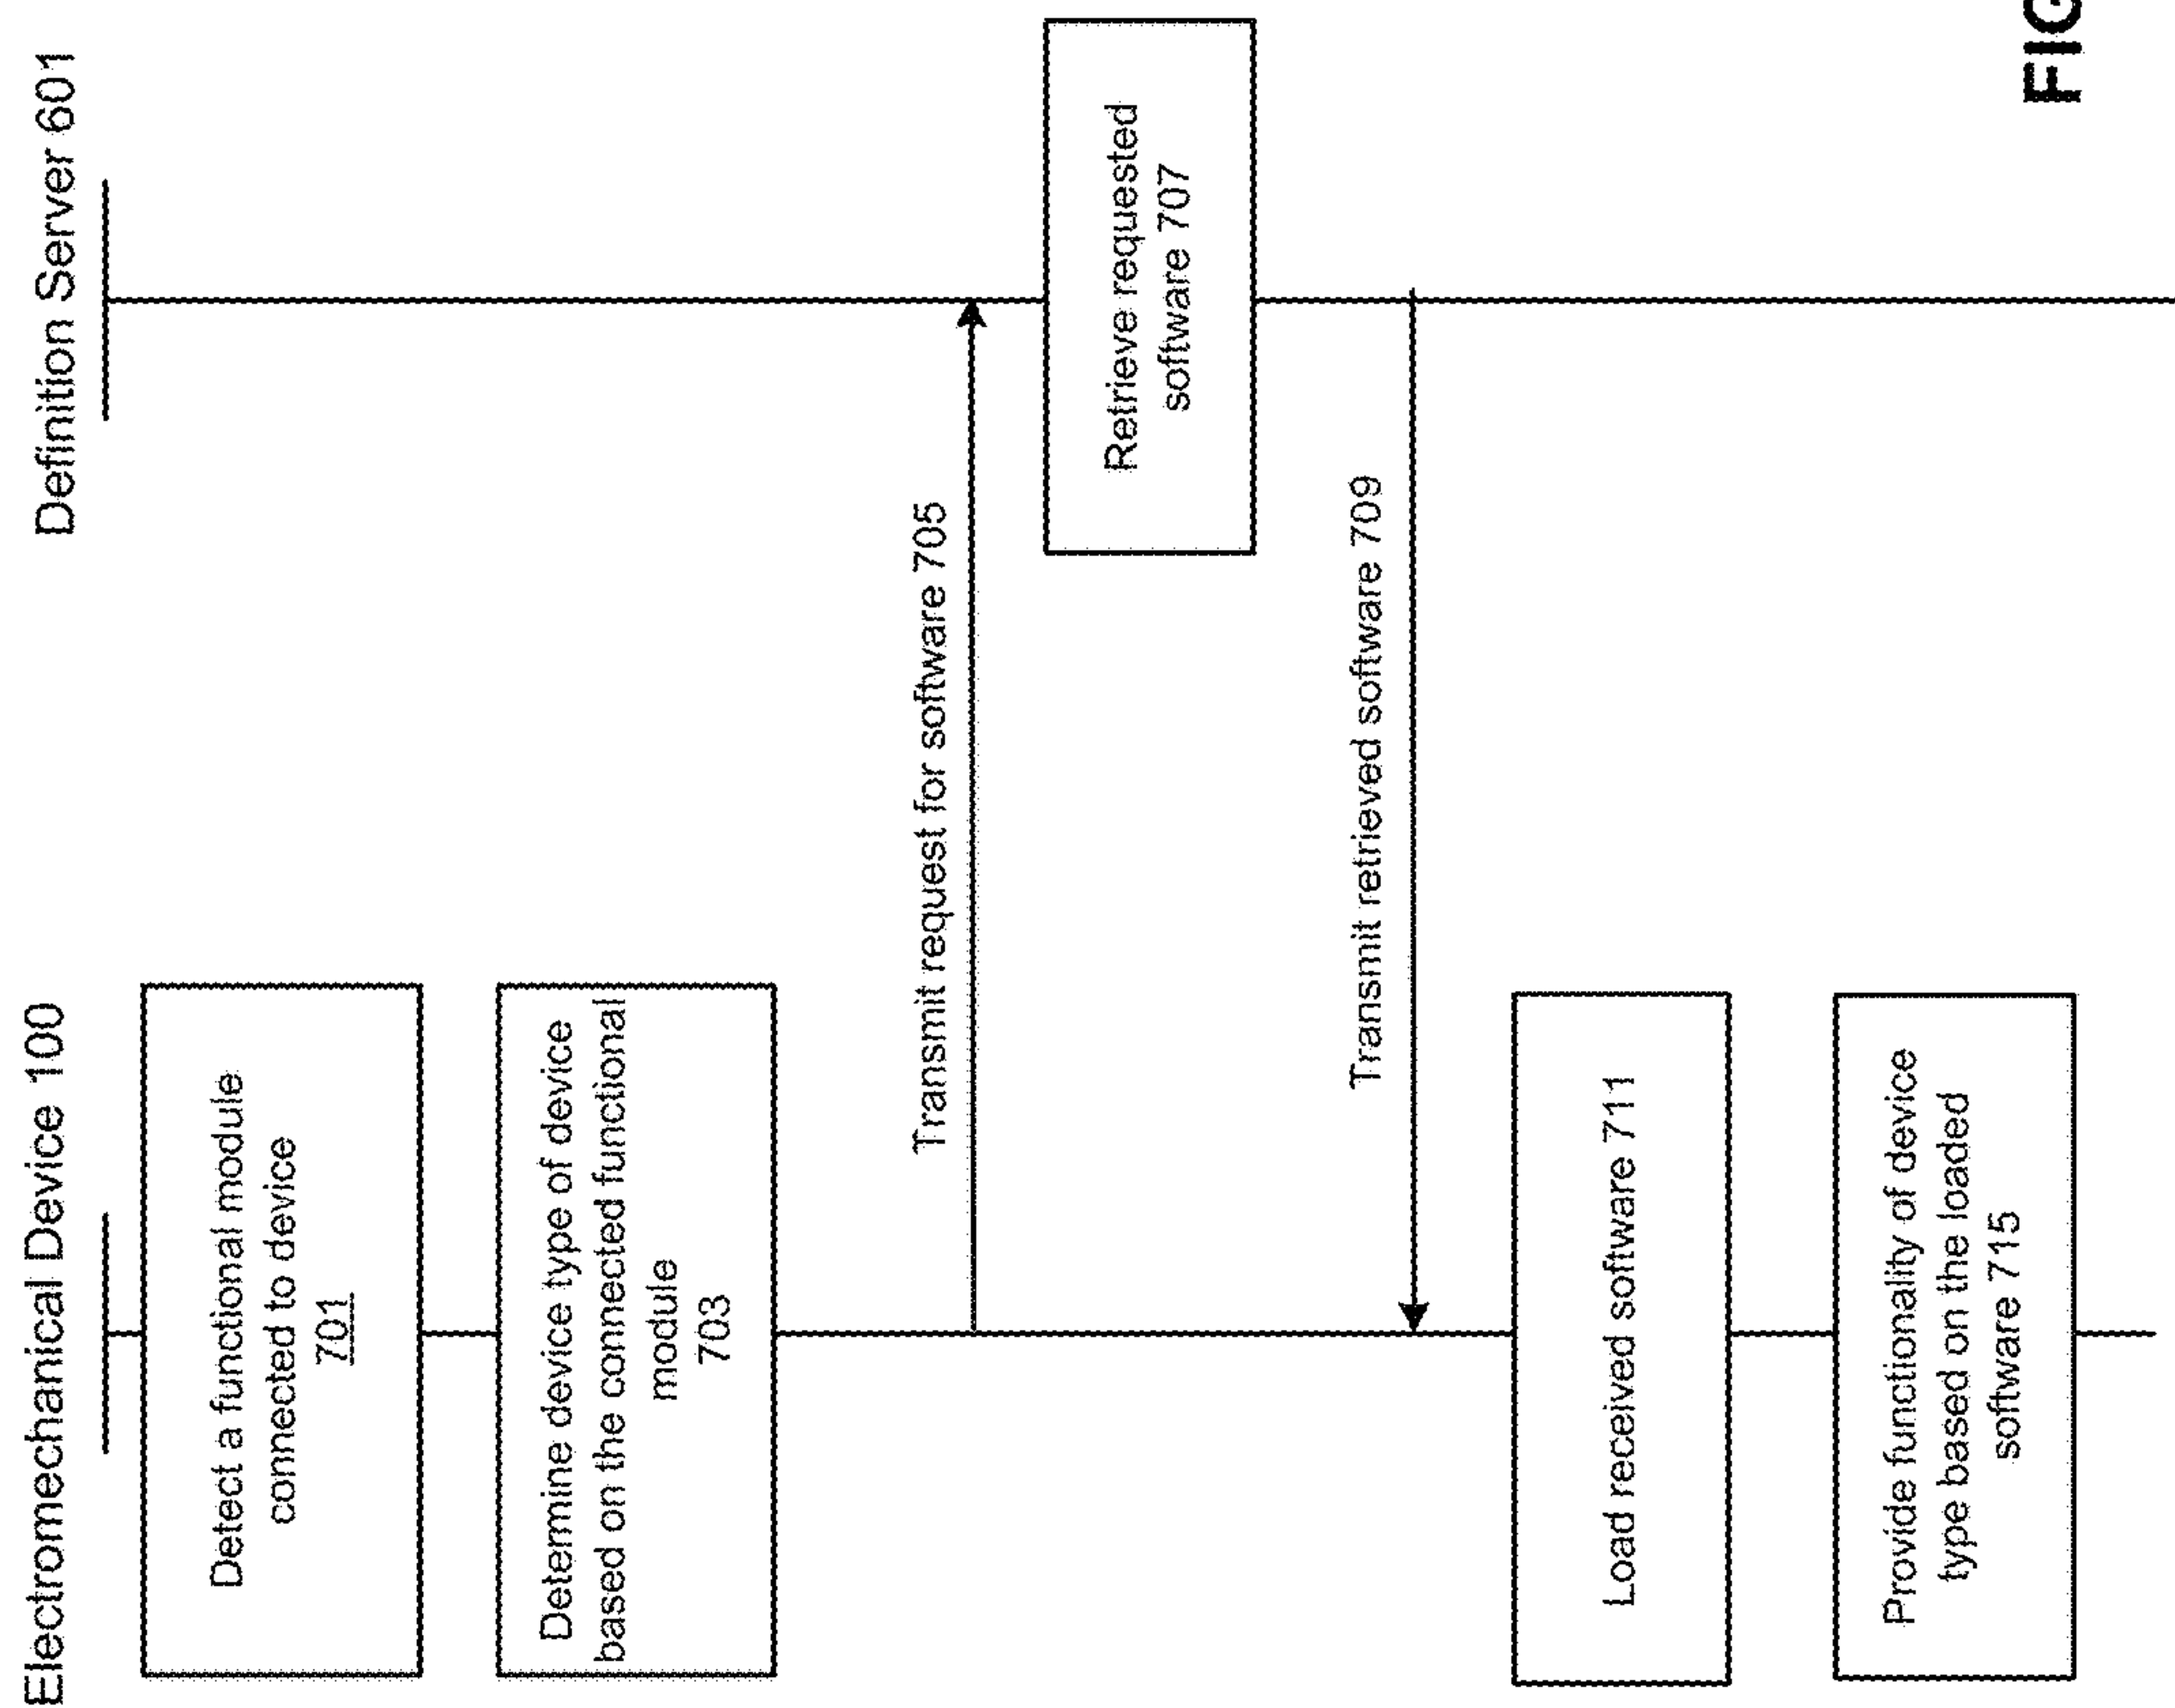 Electromechanical Device 100
Definition Server 601
Detect a functional module
connected to device
701
Determine device type of device
based on the connected functional
module
703
Transmit request for software 705
Retrieve requested
software 707
Transmit retrieved software 709
Load received software 711
Provide functionality of device
type based on the loaded
software 715
FIG